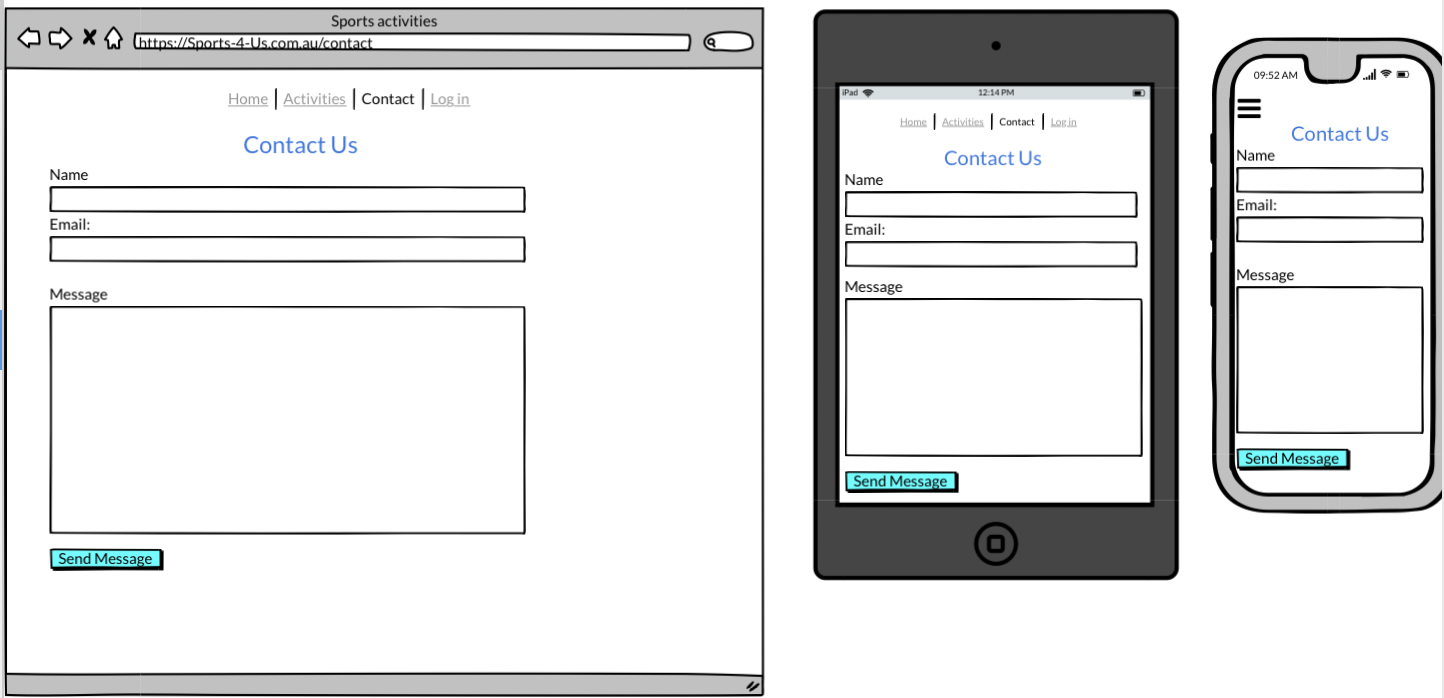 Sports activities
https://Sports-4-Us.com.au/contact
Home | Activities | Contact | Log in
Contact Us
Name
Email:
Message
Send Message
iPad 12:14 PM
Home | Activities | Contact | Log in
Contact Us
Name
Email:
Message
Send Message
09:52 AM
Contact Us
Name
Email:
Message
Send Message